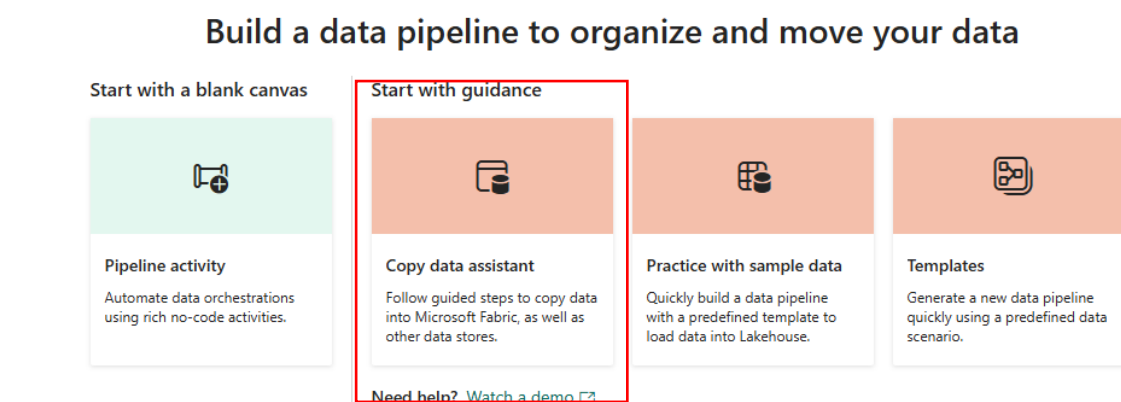 Build a data pipeline to organize and move your data
Start with a blank canvas
Start with guidance
Pipeline activity
Automate data orchestrations
using rich no-code activities.
Copy data assistant
Follow guided steps to copy data
into Microsoft Fabric, as well as
other data stores.
Practice with sample data
Quickly build a data pipeline
with a predefined template to
load data into Lakehouse.
Templates
Generate a new data pipeline
quickly using a predefined data
scenario.
Need help? Watch a demo